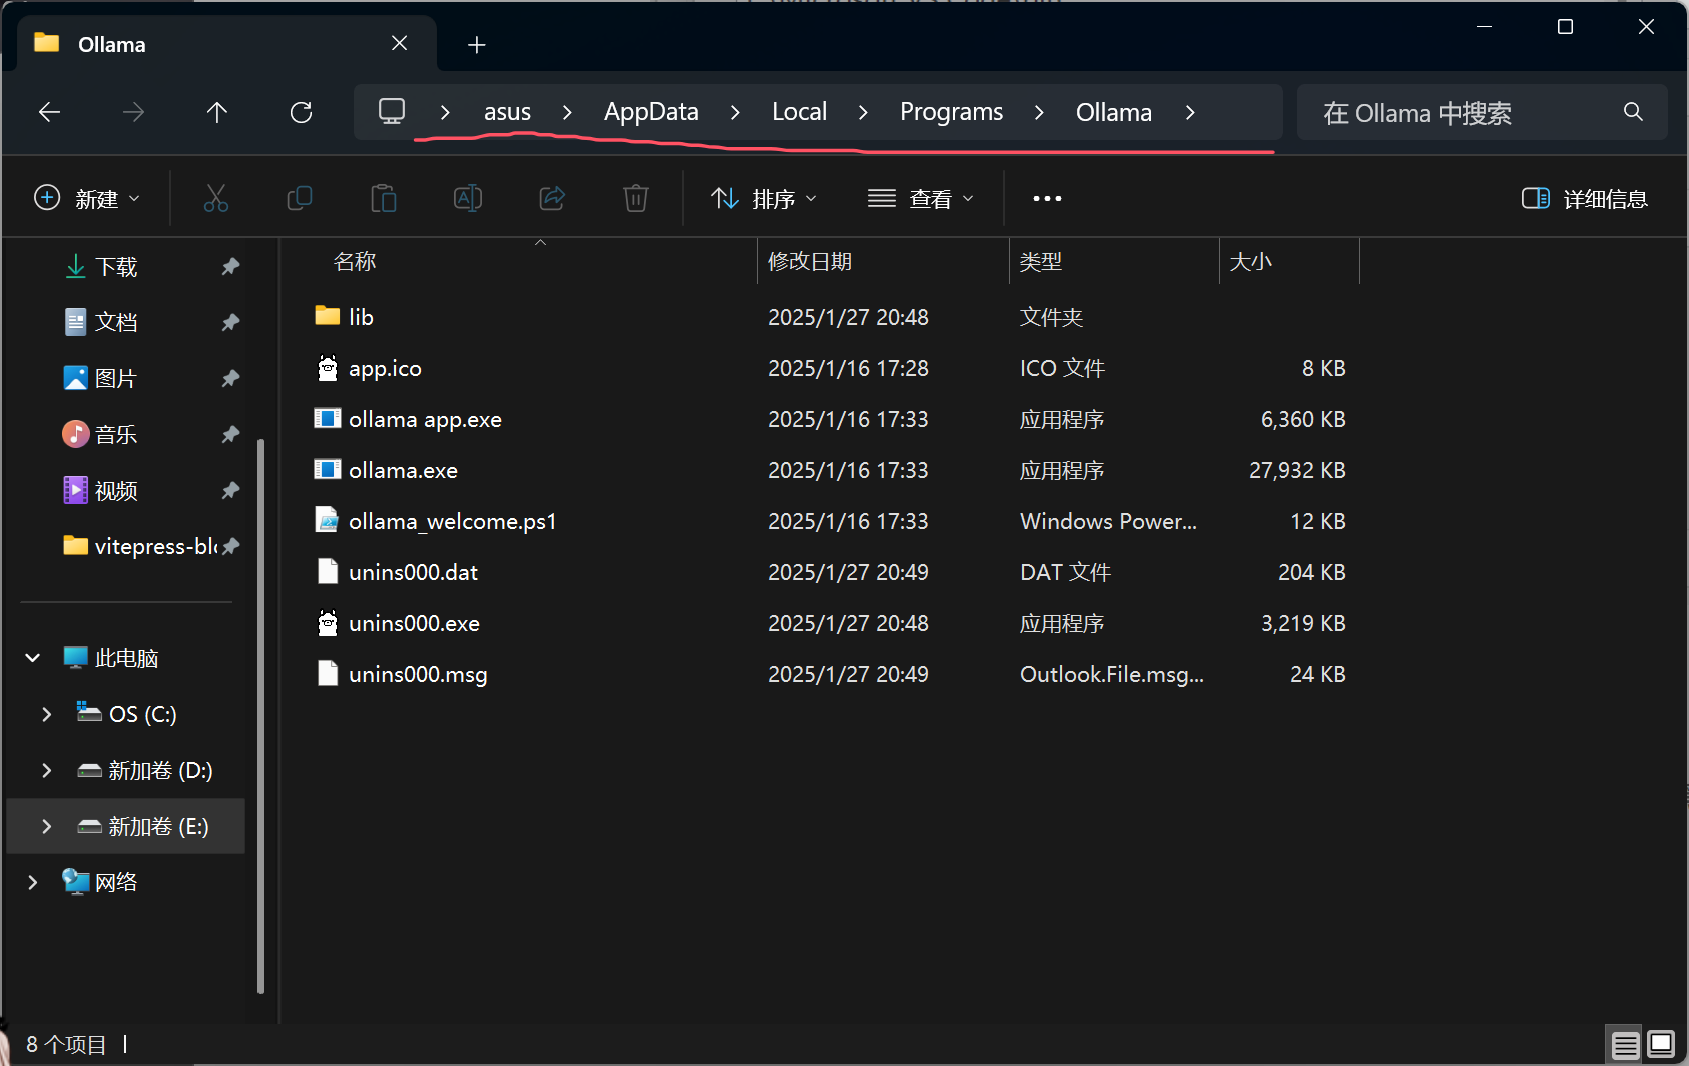 Ollama
asus > AppData > Local > Programs > Ollama >
在 Ollama 中搜索
新建
排序
查看
详细信息
名称 修改日期 类型 大小
下载
文档
图片
音乐
视频
vitepress-blo
此电脑
OS (C:)
新加卷 (D:)
新加卷 (E:)
网络
lib 2025/1/27 20:48 文件夹
app.ico 2025/1/16 17:28 ICO 文件 8 KB
ollama app.exe 2025/1/16 17:33 应用程序 6,360 KB
ollama.exe 2025/1/16 17:33 应用程序 27,932 KB
ollama_welcome.ps1 2025/1/16 17:33 Windows Power... 12 KB
unins000.dat 2025/1/27 20:49 DAT 文件 204 KB
unins000.exe 2025/1/27 20:48 应用程序 3,219 KB
unins000.msg 2025/1/27 20:49 Outlook.File.msg... 24 KB
8 个项目